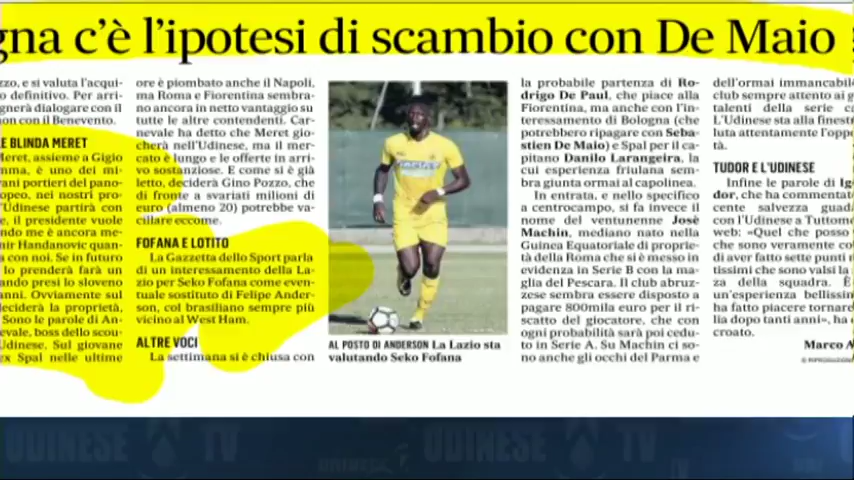 gna c'è l'ipotesi di scambio con De Maio
zzo, e si valuta l'acqui-
o definitivo. Per arri-
gnerà dialogare con il
non con il Benevento.
E BLINDA MERET
Meret, assieme a Gigio
mma, è uno dei mi-
vani portieri del pano-
opeo, nei nostri pro-
Udinese partirà con
e, il presidente vuole
ndo me è ancora me-
mir Handanovic quan-
con noi. Se in futuro
lo prenderà farà un
ando presi lo sloveno
anni. Ovviamente sul
deciderà la proprietà,
Sono le parole di An-
evale, boss dello scou-
Udinese. Sul giovane
ex Spal nelle ultime
ore è piombato anche il Napoli,
ma Roma e Fiorentina sembra-
no ancora in netto vantaggio su
tutte le altre contendenti. Car-
nevale ha detto che Meret gio-
cherà nell'Udinese, ma il mer-
cato è lungo e le offerte in arri-
vo sostanziose. E come si è già
letto, deciderà Gino Pozzo, che
di fronte a svariati milioni di
euro (almeno 20) potrebbe va-
cillare eccome.
FOFANA E LOTITO
La Gazzetta dello Sport parla
di un interessamento della La-
zio per Seko Fofana come even-
tuale sostituto di Felipe Ander-
son, col brasiliano sempre più
vicino al West Ham.
ALTRE VOCI
La settimana si è chiusa con
AL POSTO DI ANDERSON La Lazio sta
valutando Seko Fofana
la probabile partenza di Ro-
drigo De Paul, che piace alla
Fiorentina, ma anche con l'in-
teressamento di Bologna (che
potrebbero ripagare con Seba-
stien De Maio) e Spal per il ca-
pitano Danilo Larangeira, la
cui esperienza friulana sem-
bra giunta ormai al capolinea.
In entrata, e nello specifico
a centrocampo, si fa invece il
nome del ventunenne Josè
Machin, mediano nato nella
Guinea Equatoriale di proprie-
tà della Roma che si è messo in
evidenza in Serie B con la ma-
glia del Pescara. Il club abruz-
zese sembra essere disposto a
pagare 800mila euro per il ri-
scatto del giocatore, che con
ogni probabilità sarà poi cedu-
to in Serie A. Su Machin ci so-
no anche gli occhi del Parma e
dell'ormai immancabil
club sempre attento ai g
talenti della serie c
L'Udinese sta alla finest
luta attentamente l'opp
tà.
TUDOR E L'UDINESE
Infine le parole di Ig
dor, che ha commentat
cente salvezza guad
con l'Udinese a Tuttome
web: «Quel che posso
che sono veramente co
di aver fatto sette punti n
tissimi che sono valsi la
za della squadra. È
un'esperienza bellissin
ha fatto piacere tornare
lia dopo tanti anni», ha
croato.
Marco A
© RIPRODUZION
UDINESE TV UDINESE TV